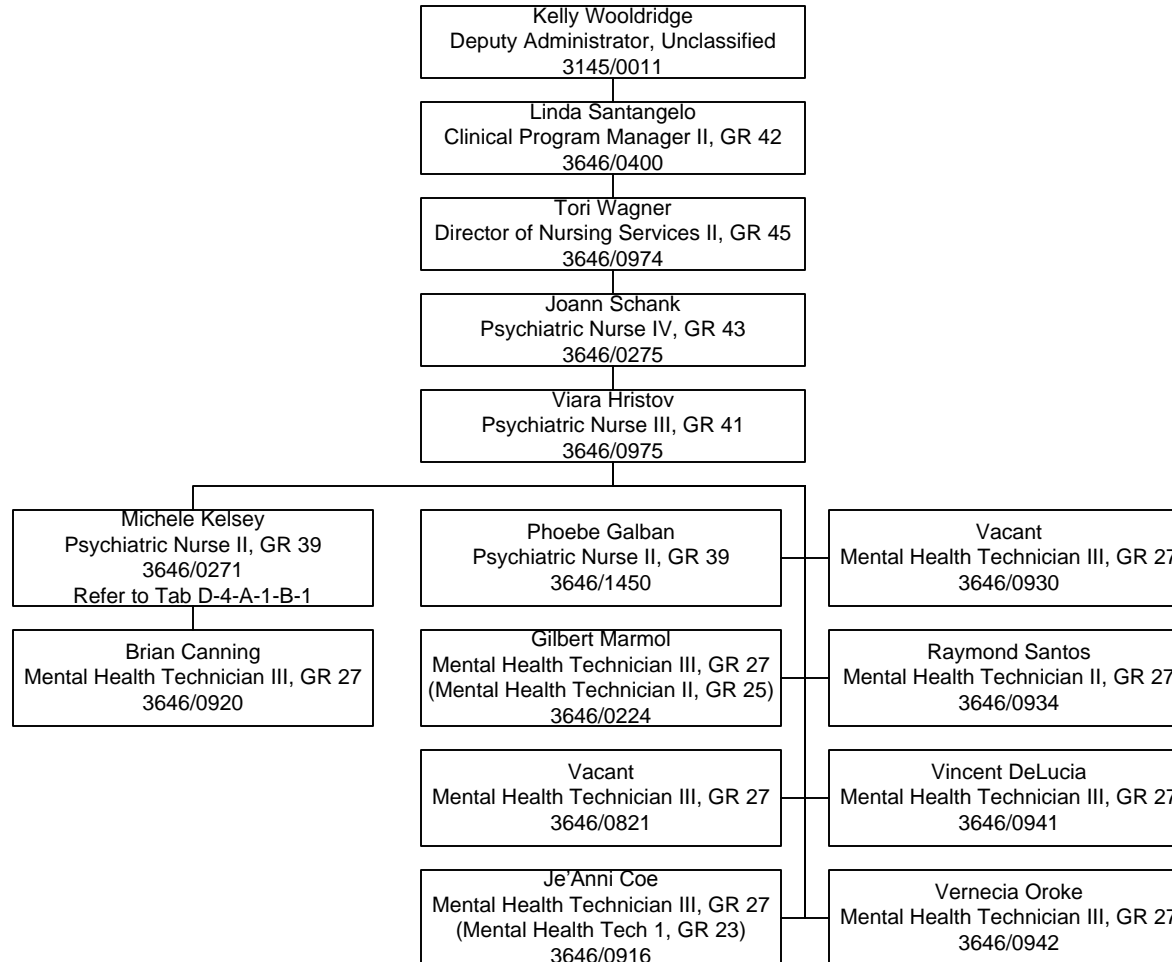 Kelly Wooldridge
Deputy Administrator, Unclassified
3145/0011
Linda Santangelo
Clinical Program Manager II, GR 42
3646/0400
Tori Wagner
Director of Nursing Services II, GR 45
3646/0974
Joann Schank
Psychiatric Nurse IV, GR 43
3646/0275
Viara Hristov
Psychiatric Nurse III, GR 41
3646/0975
Michele Kelsey
Psychiatric Nurse II, GR 39
3646/0271
Refer to Tab D-4-A-1-B-1
Phoebe Galban
Psychiatric Nurse II, GR 39
3646/1450
Vacant
Mental Health Technician III, GR 27
3646/0930
Brian Canning
Mental Health Technician III, GR 27
3646/0920
Gilbert Marmol
Mental Health Technician III, GR 27
(Mental Health Technician II, GR 25)
3646/0224
Raymond Santos
Mental Health Technician II, GR 27
3646/0934
Vacant
Mental Health Technician III, GR 27
3646/0821
Vincent DeLucia
Mental Health Technician III, GR 27
3646/0941
Je'Anni Coe
Mental Health Technician III, GR 27
(Mental Health Tech 1, GR 23)
3646/0916
Vernecia Oroke
Mental Health Technician III, GR 27
3646/0942